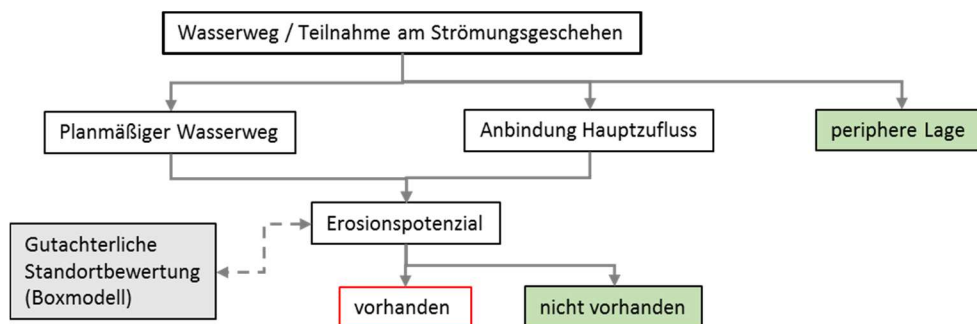 Wasserweg / Teilnahme am Strömungsgeschehen
Planmäßiger Wasserweg
Anbindung Hauptzufluss
periphere Lage
Erosionspotenzial
Gutachterliche
Standortbewertung
(Boxmodell)
vorhanden
nicht vorhanden